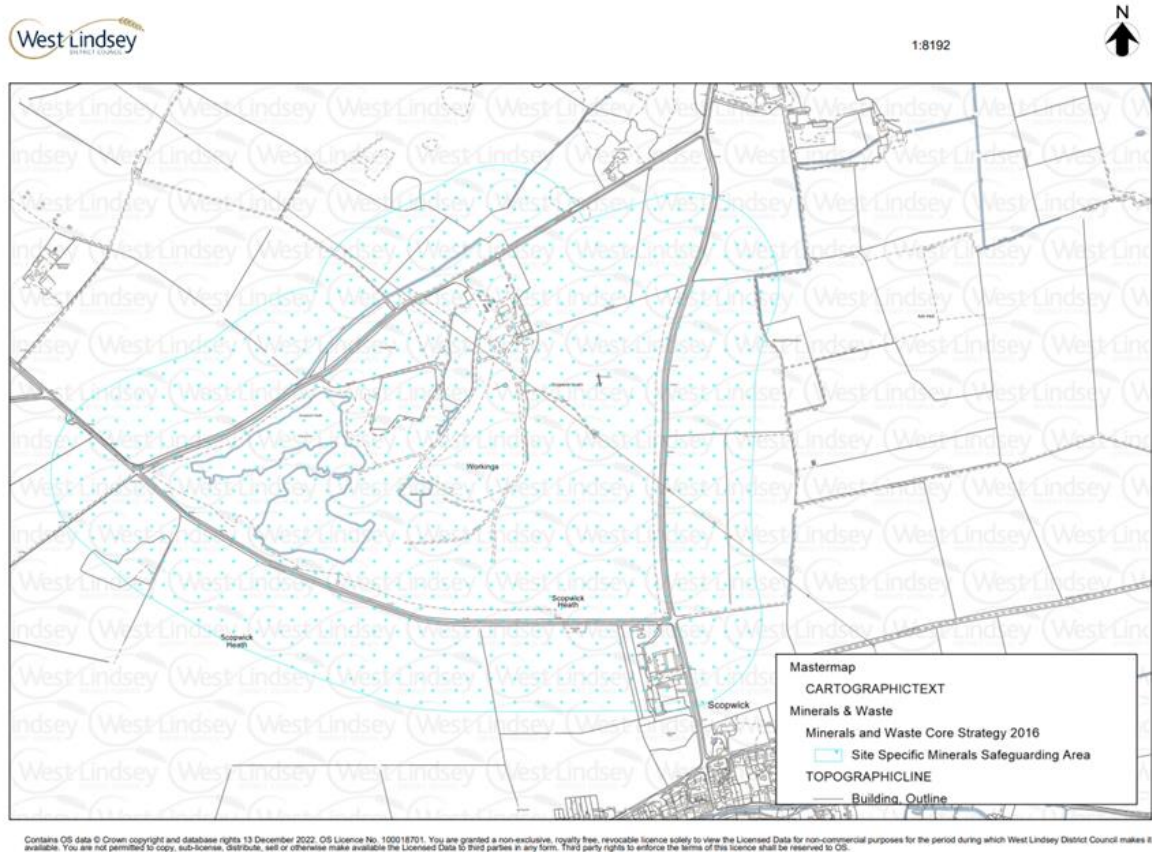 West Lindsey
DISTRICT COUNCIL
1:8192
N
Workings
Scopwick
Heath
Scopwick
Heath
Scopwick
Mastermap
CARTOGRAPHICTEXT
Minerals & Waste
Minerals and Waste Core Strategy 2016
Site Specific Minerals Safeguarding Area
TOPOGRAPHICLINE
Building, Outline
Contains OS data © Crown copyright and database rights 13 December 2022. OS Licence No. 100018701. You are granted a non-exclusive, royalty free, revocable licence solely to view the Licensed Data for non-commercial purposes for the period during which West Lindsey District Council makes it
available. You are not permitted to copy, sub-license, distribute, sell or otherwise make available the Licensed Data to third parties in any form. Third party rights to enforce the terms of this licence shall be reserved to OS.